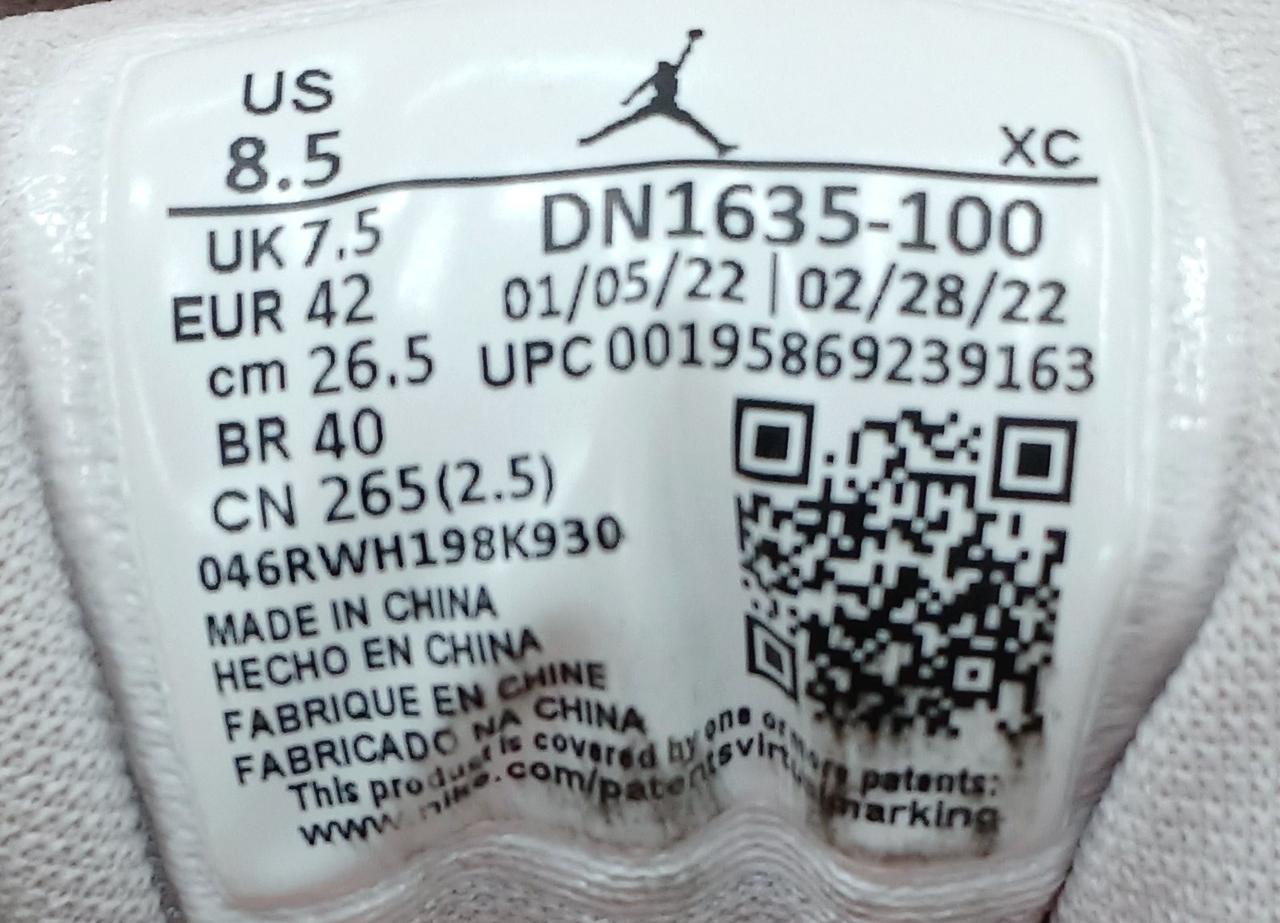 US
8.5
XC
UK 7.5
DN1635-100
EUR 42
01/05/22 | 02/28/22
cm 26.5
UPC 00195869239163
BR 40
CN 265(2.5)
046RWH198K930
MADE IN CHINA
HECHO EN CHINA
FABRIQUE EN CHINE
FABRICADO NA CHINA
This product is covered by one or more patents:
www.nike.com/patentsvirtualmarking